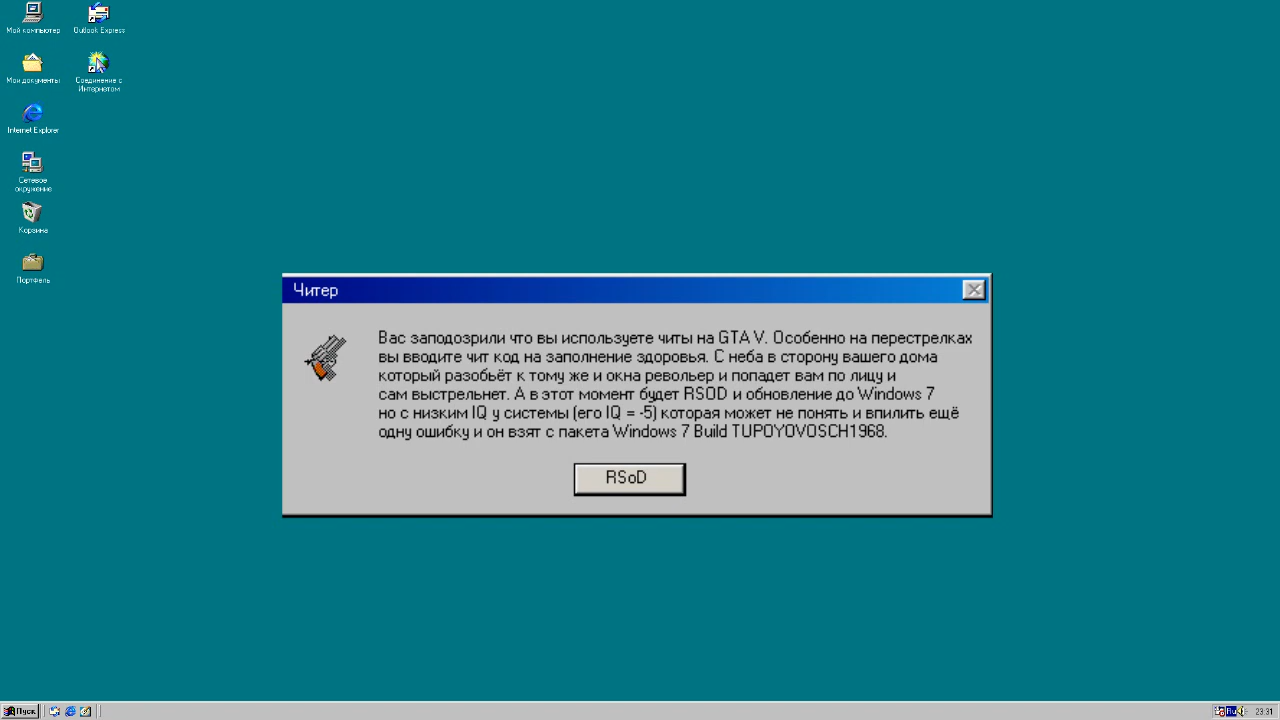 Мой компьютер
Outlook Express
Мои документы
Соединение с
Интернетом
Internet Explorer
Сетевое
окружение
Корзина
Портфель
Читер
Вас заподозрили что вы используете читы на GTA V. Особенно на перестрелках
вы вводите чит код на заполнение здоровья. С неба в сторону вашего дома
который разобьёт к тому же и окна револьер и попадет вам по лицу и
сам выстрельнет. А в этот момент будет RSOD и обновление до Windows 7
но с низким IQ у системы (его IQ = -5) которая может не понять и впилить ещё
одну ошибку и он взят с пакета Windows 7 Build TUPOYOVOSCH1968.
RSoD
Пуск
Ru
23:31